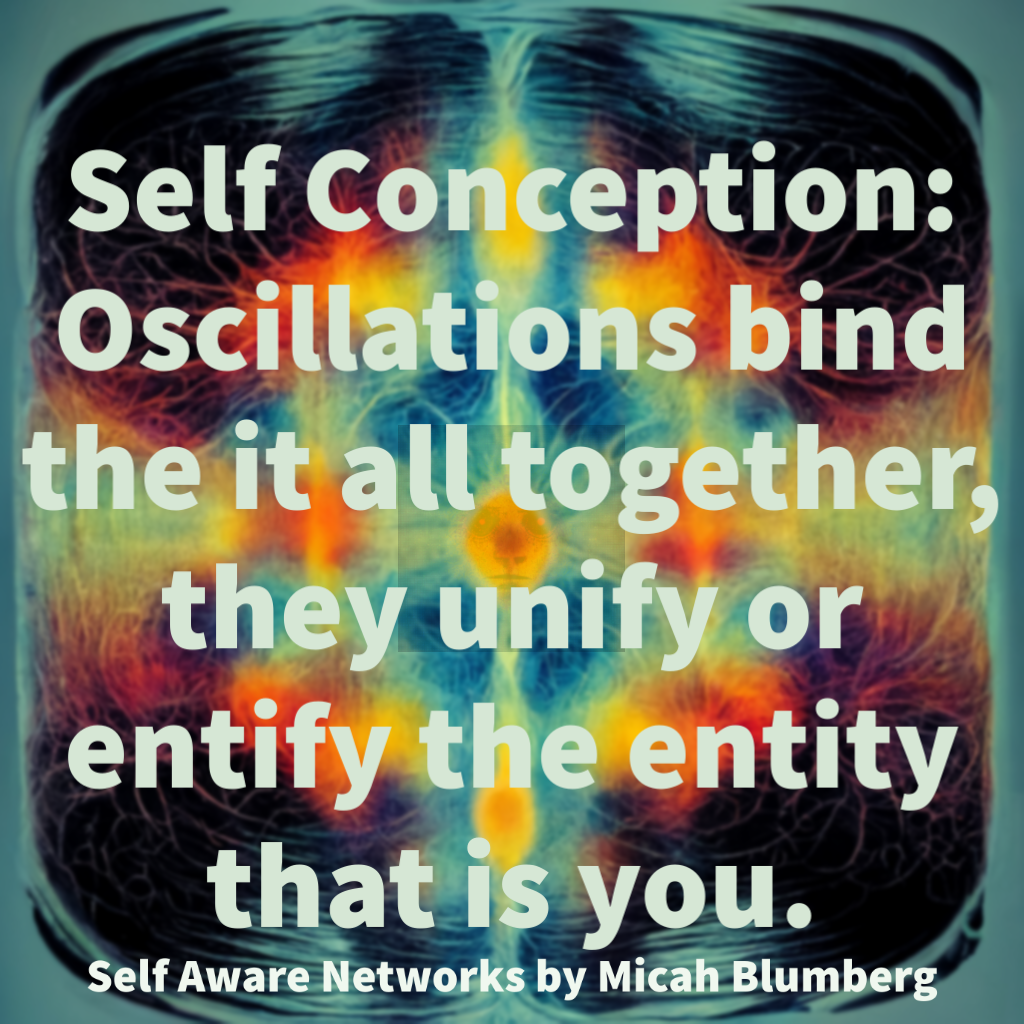 Self Conception:
Oscillations bind
the it all together,
they unify or
entify the entity
that is you.
Self Aware Networks by Micah Blumberg